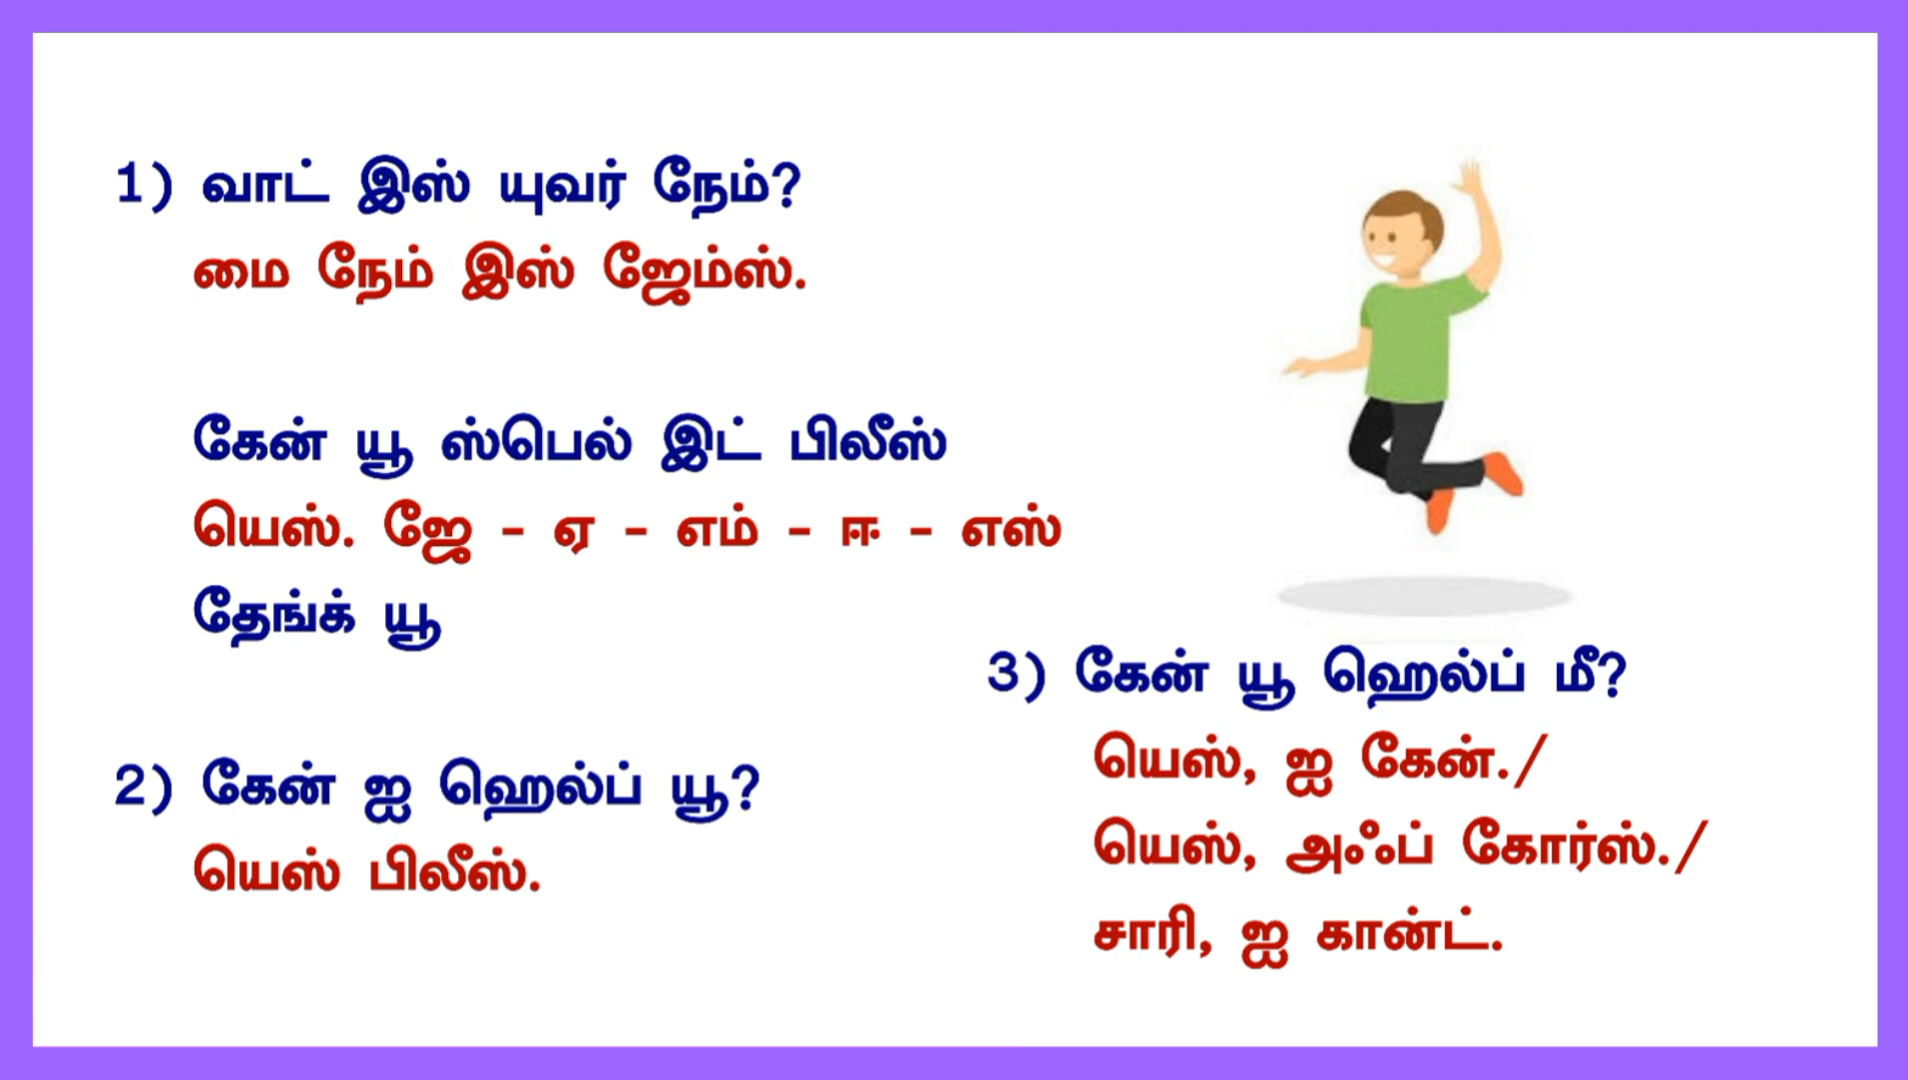 1) வாட் இஸ் யுவர் நேம்?
மை நேம் இஸ் ஜேம்ஸ்.
கேன் யூ ஸ்பெல் இட் பிலீஸ்
யெஸ். ஜே - ஏ - எம் - ஈ - எஸ்
தேங்க் யூ
2) கேன் ஐ ஹெல்ப் யூ?
யெஸ் பிலீஸ்.
3) கேன் யூ ஹெல்ப் மீ?
யெஸ், ஐ கேன்./
யெஸ், அஃப் கோர்ஸ்./
சாரி, ஐ கான்ட்.